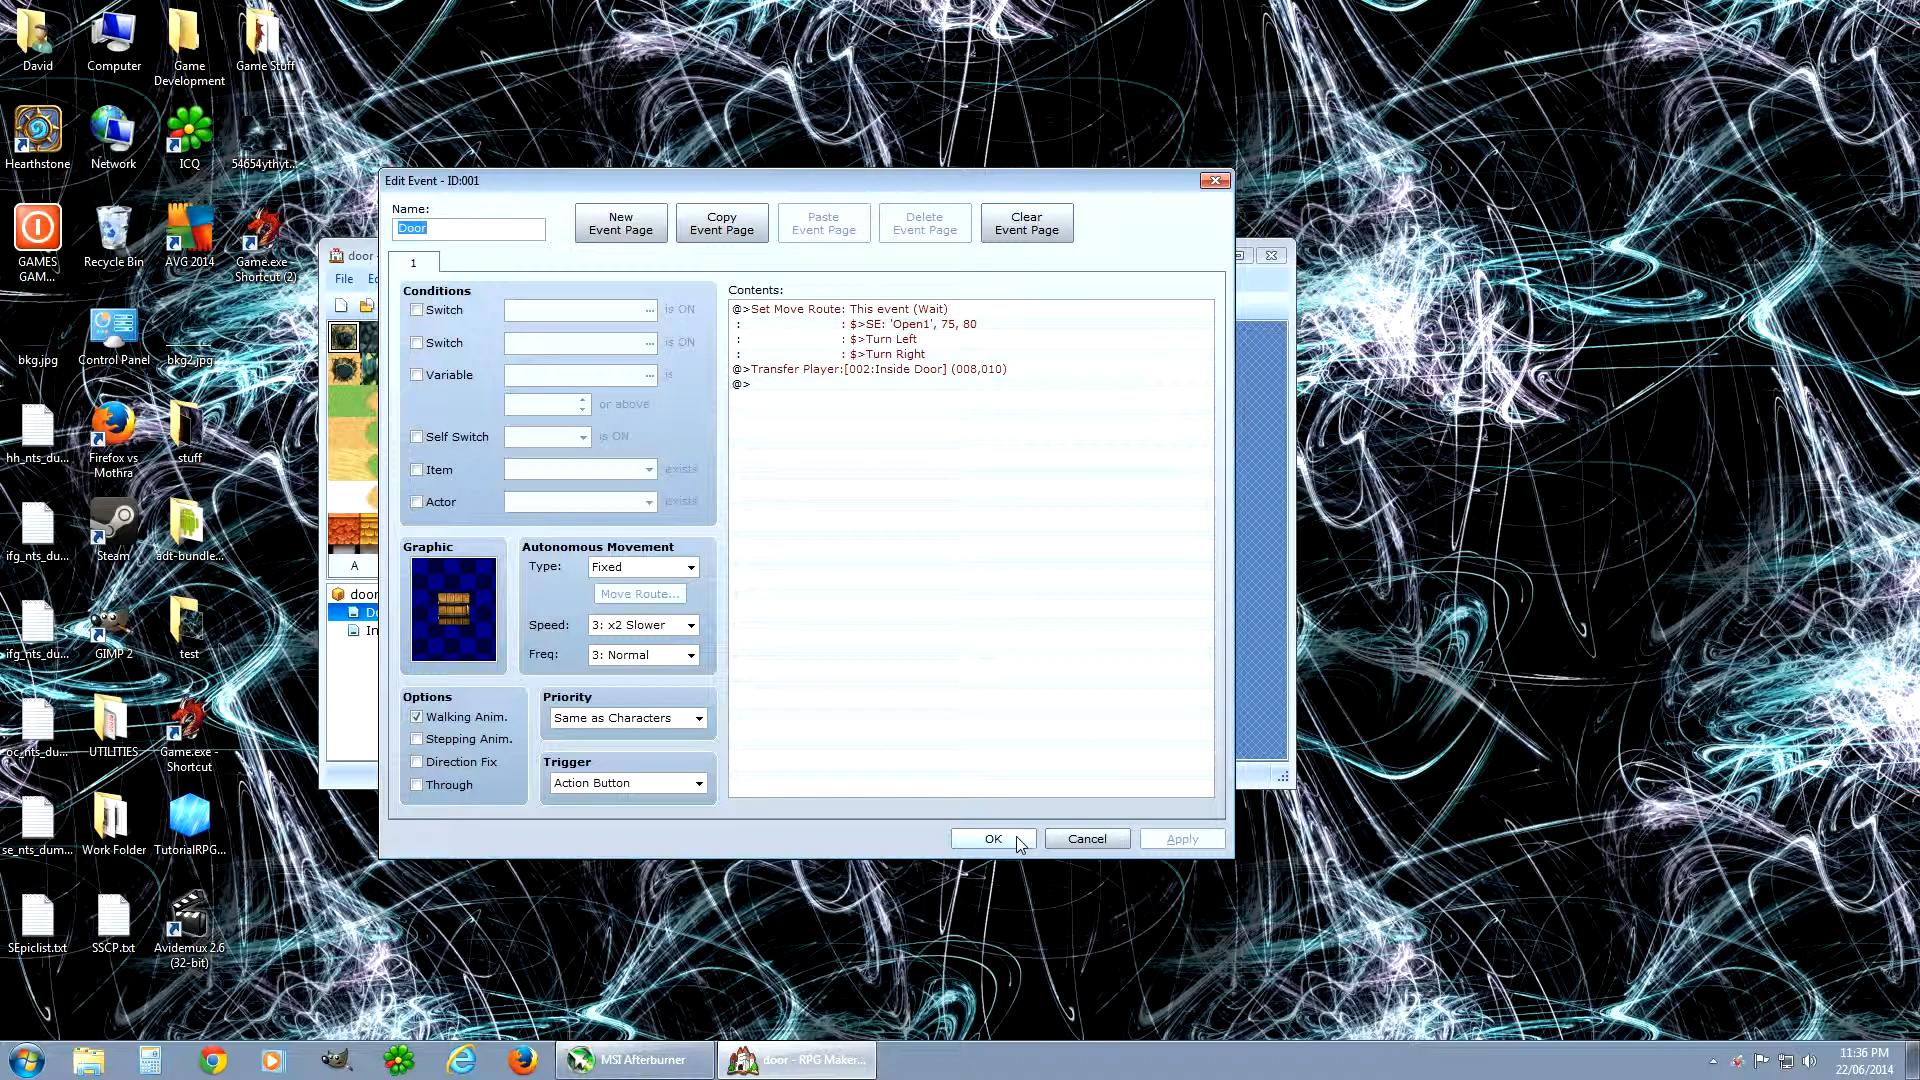 David
Computer
Game
Development
Game Stuff
Hearthstone
Network
ICQ
54654ythyt...
GAMES
GAM...
Recycle Bin
AVG 2014
Game.exe -
Shortcut (2)
bkg.jpg
Control Panel
bkg2.jpg
hh_nts_du...
Firefox vs
Mothra
stuff
ifg_nts_du...
Steam
adt-bundle...
ifg_nts_du...
GIMP 2
test
oc_nts_du...
UTILITIES
Game.exe -
Shortcut
se_nts_dum...
Work Folder
TutorialRPG...
SEpiclist.txt
SSCP.txt
Avidemux 2.6
(32-bit)
door
File
A
door
In
Edit Event - ID:001
Name:
Door
New
Event Page
Copy
Event Page
Paste
Event Page
Delete
Event Page
Clear
Event Page
1
Conditions
Switch ... is ON
Switch ... is ON
Variable ... is
or above
Self Switch is ON
Item exists
Actor exists
Graphic
Autonomous Movement
Type: Fixed
Move Route...
Speed: 3: x2 Slower
Freq: 3: Normal
Options
Walking Anim.
Stepping Anim.
Direction Fix
Through
Priority
Same as Characters
Trigger
Action Button
Contents:
@>Set Move Route: This event (Wait)
: : $>SE: 'Open1', 75, 80
: : $>Turn Left
: : $>Turn Right
@>Transfer Player:[002:Inside Door] (008,010)
@>
OK
Cancel
Apply
MSI Afterburner
door - RPG Maker...
11:36 PM
22/06/2014